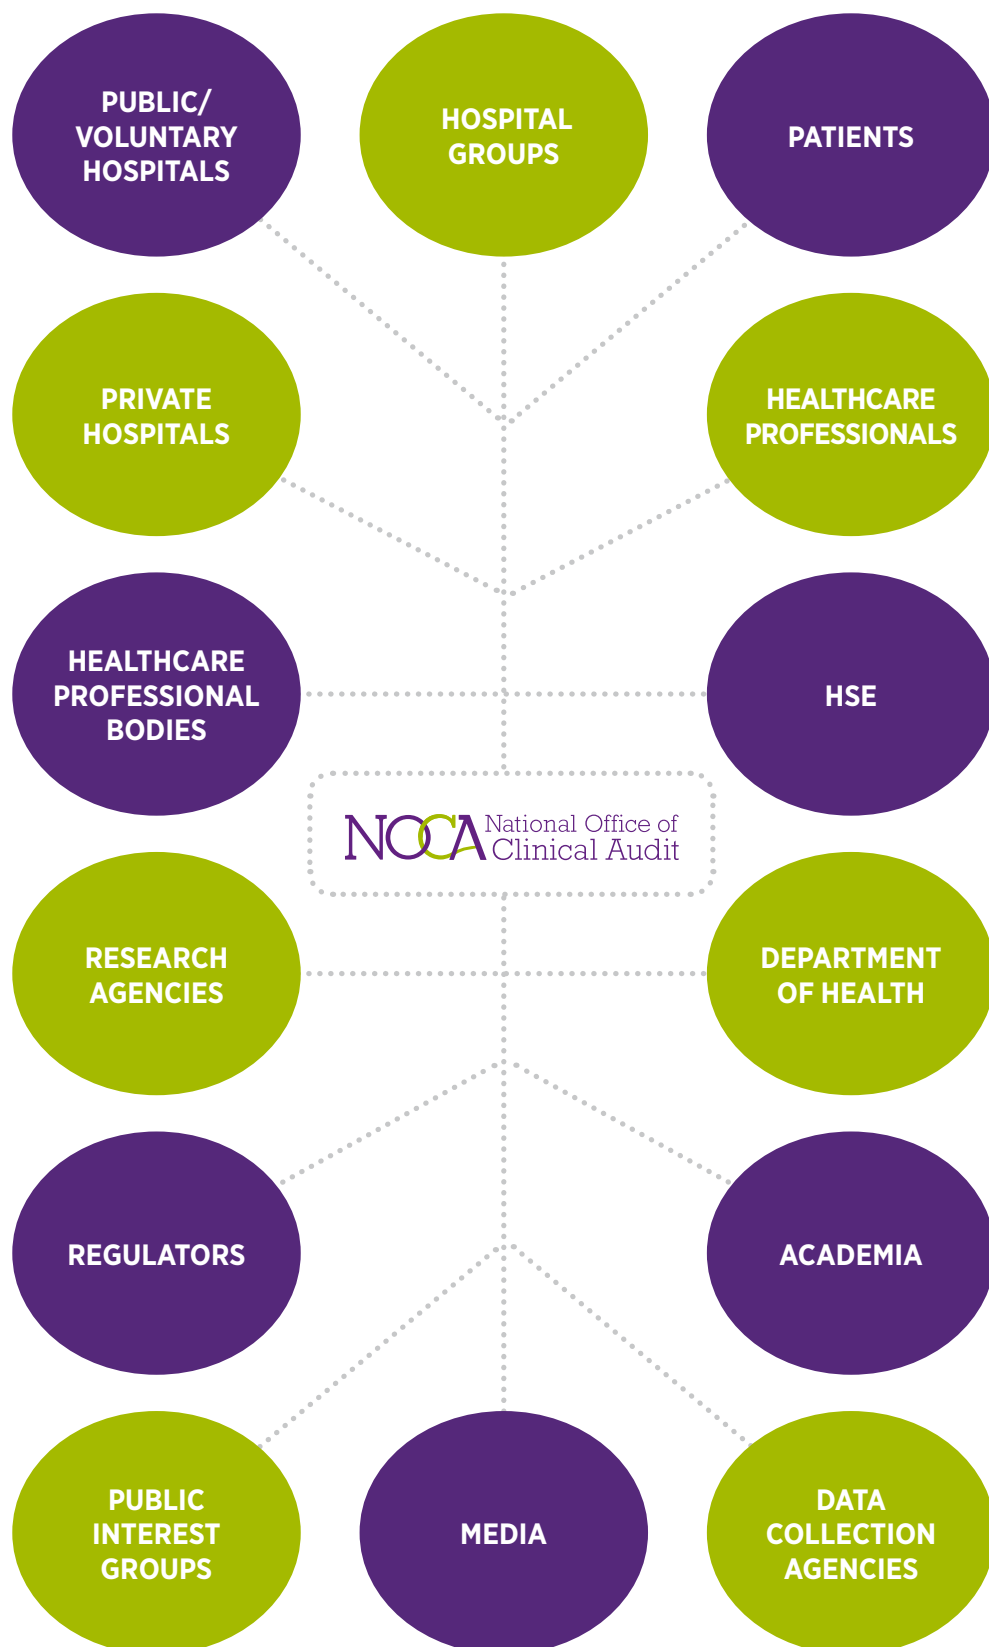 PUBLIC/
VOLUNTARY
HOSPITALS
HOSPITAL
GROUPS
PATIENTS
PRIVATE
HOSPITALS
HEALTHCARE
PROFESSIONALS
HEALTHCARE
PROFESSIONAL
BODIES
HSE
NOCA
National Office of
Clinical Audit
RESEARCH
AGENCIES
DEPARTMENT
OF HEALTH
REGULATORS
ACADEMIA
PUBLIC
INTEREST
GROUPS
MEDIA
DATA
COLLECTION
AGENCIES